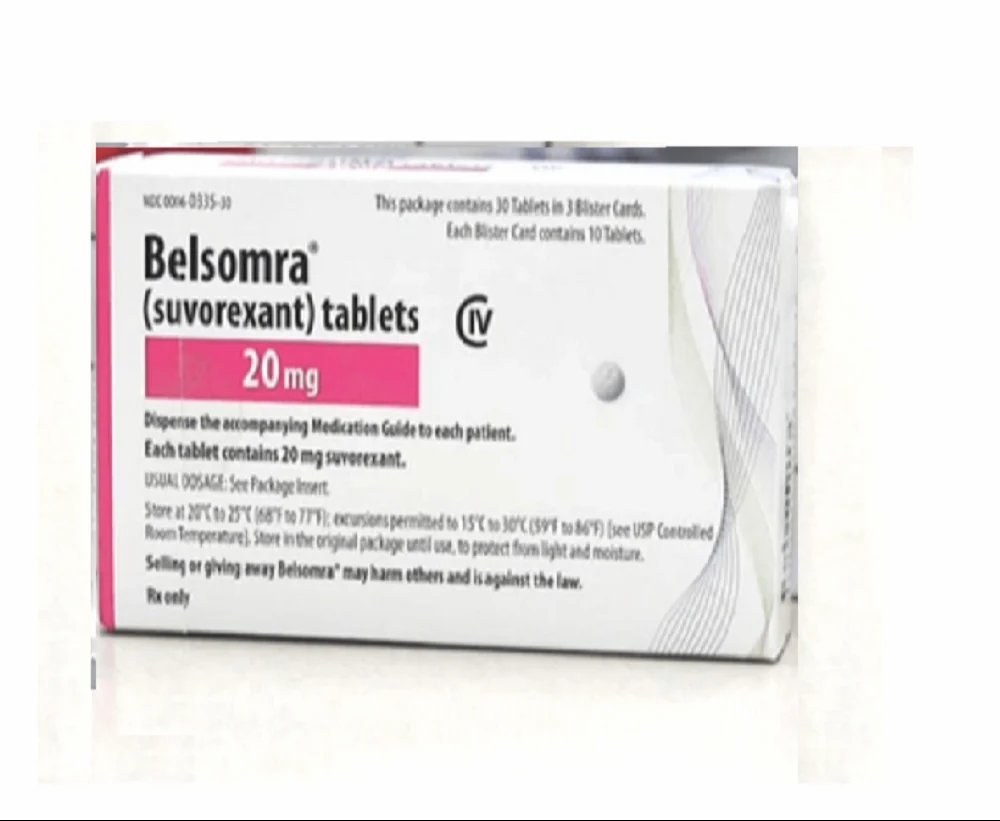 NDC 0006-0335-30
This package contains 30 Tablets in 3 Blister Cards.
Each Blister Card contains 10 Tablets.
Belsomra®
(suvorexant) tablets
CIV
20 mg
Dispense the accompanying Medication Guide to each patient.
Each tablet contains 20 mg suvorexant.
USUAL DOSAGE: See Package Insert.
Store at 20°C to 25°C (68°F to 77°F); excursions permitted to 15°C to 30°C (59°F to 86°F) [see USP Controlled
Room Temperature]. Store in the original package until use, to protect from light and moisture.
Selling or giving away Belsomra® may harm others and is against the law.
Rx only